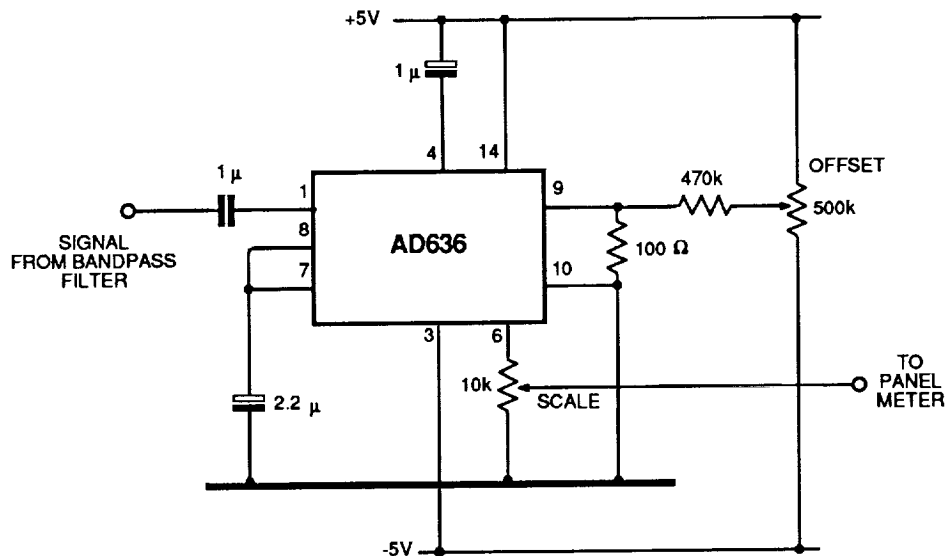 +5V
1 μ
4
14
OFFSET
1 μ
1
9
470k
500k
8
AD636
100 Ω
SIGNAL
FROM BANDPASS
FILTER
7
10
3
6
TO
PANEL
METER
10k
SCALE
2.2 μ
-5V